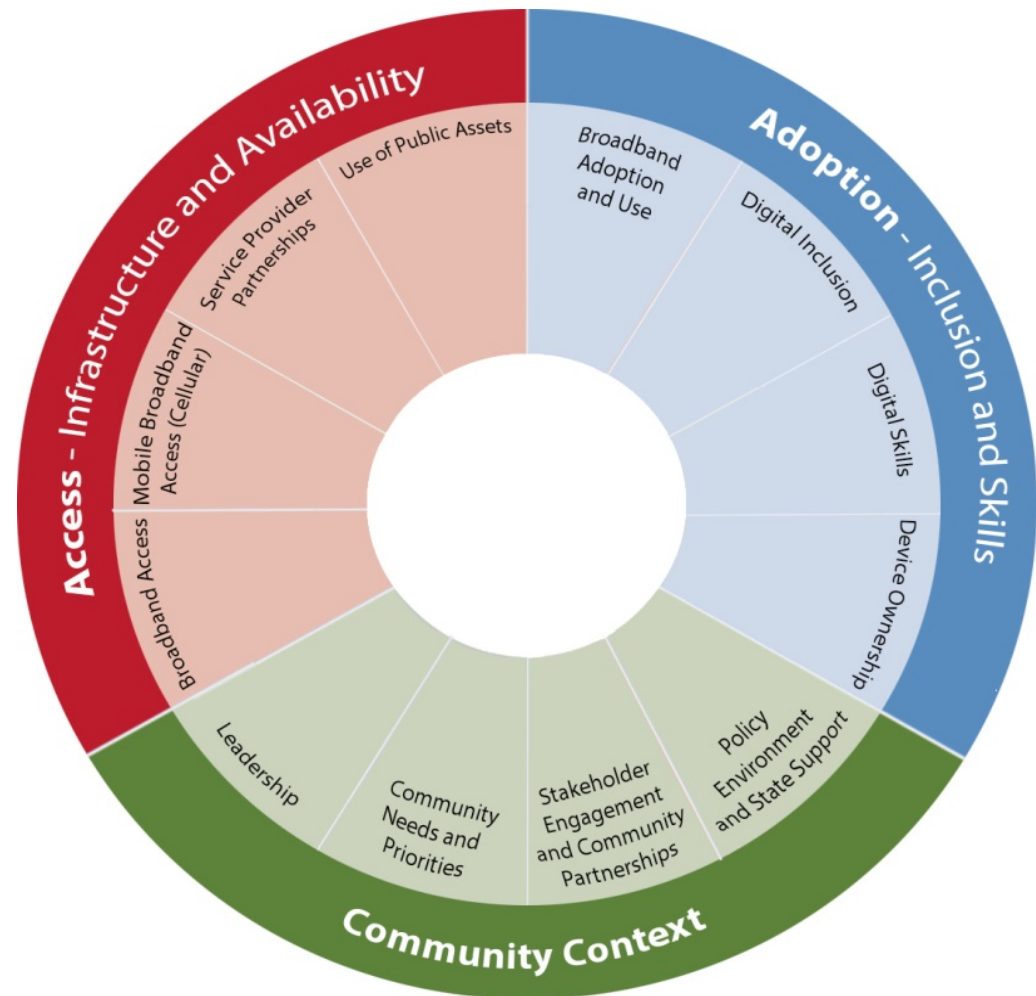 Access - Infrastructure and Availability
Use of Public Assets
Service Provider
Partnerships
Mobile Broadband
Access (Cellular)
Broadband Access
Adoption - Inclusion and Skills
Broadband
Adoption
and Use
Digital Inclusion
Digital Skills
Device Ownership
Policy
Environment
and State Support
Stakeholder
Engagement
and Community
Partnerships
Community
Needs and
Priorities
Leadership
Community Context